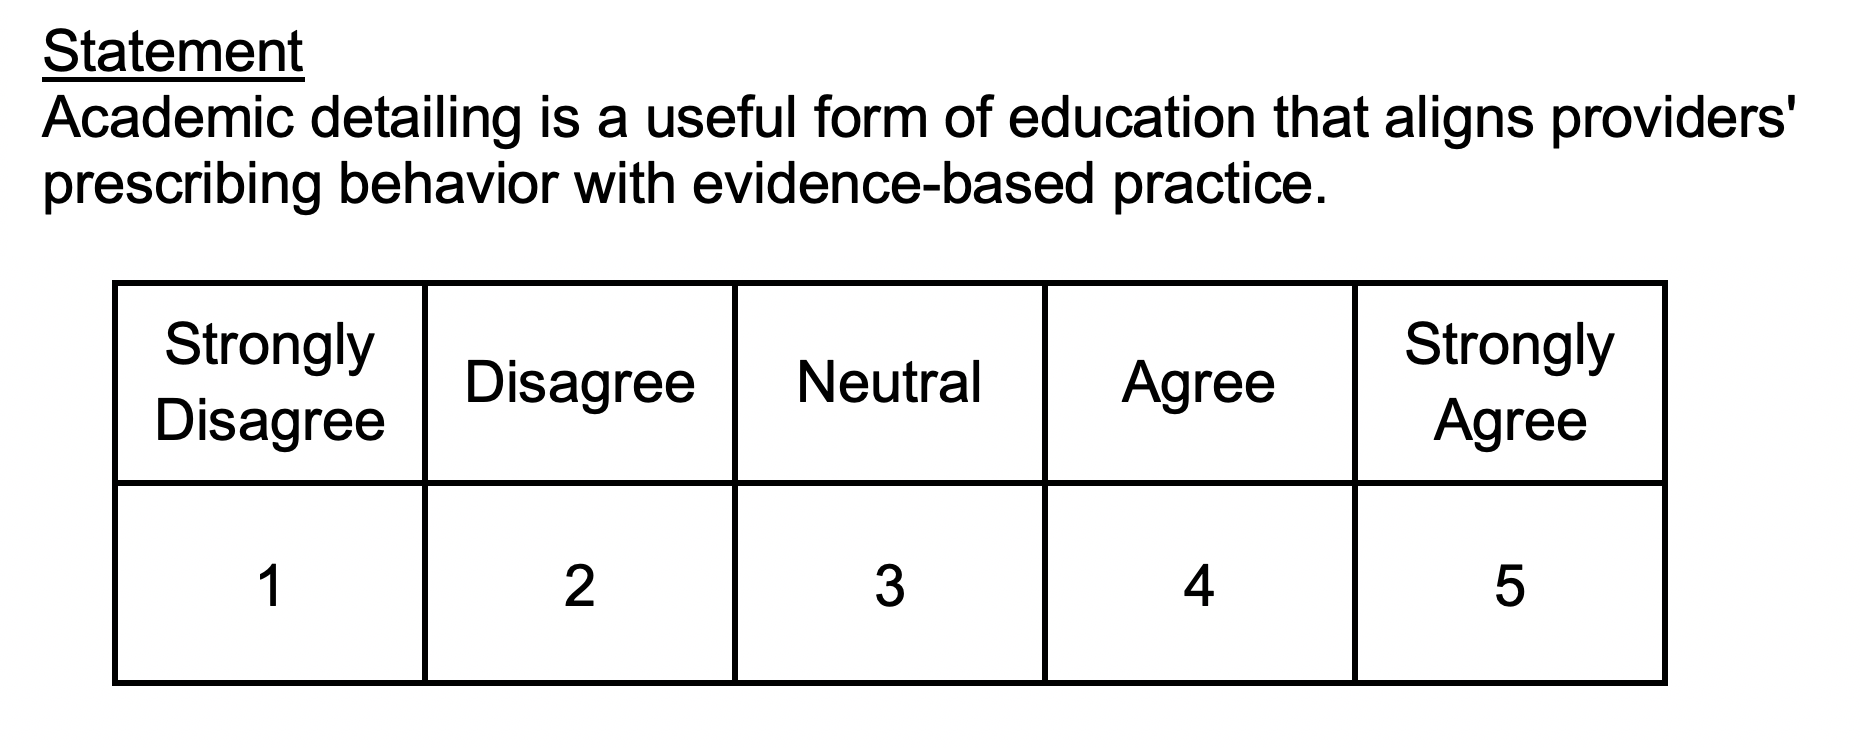 Statement
Academic detailing is a useful form of education that aligns providers'
prescribing behavior with evidence-based practice.
Strongly Disagree
Disagree
Neutral
Agree
Strongly Agree
1
2
3
4
5